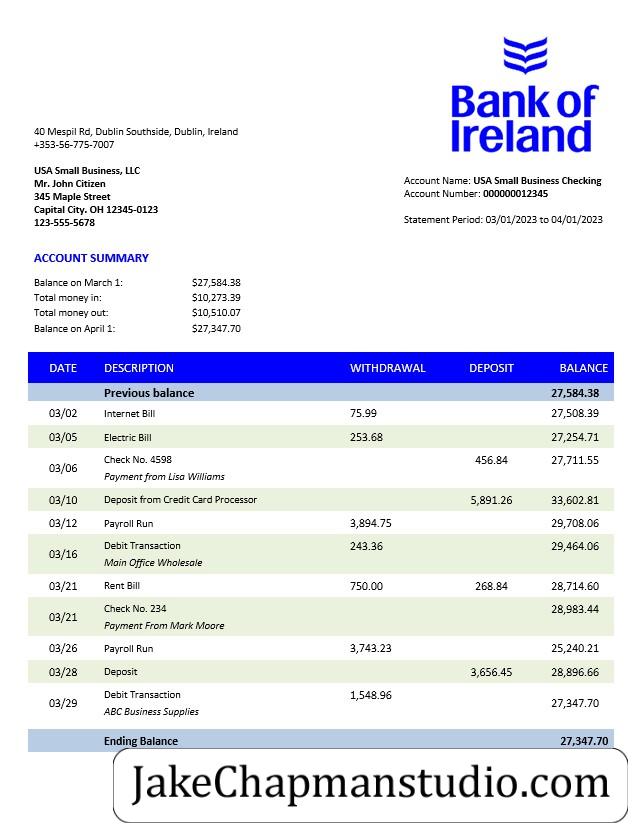 Bank of
Ireland
40 Mespil Rd, Dublin Southside, Dublin, Ireland
+353-56-775-7007
USA Small Business, LLC
Mr. John Citizen
345 Maple Street
Capital City. OH 12345-0123
123-555-5678
Account Name: USA Small Business Checking
Account Number: 000000012345
Statement Period: 03/01/2023 to 04/01/2023
ACCOUNT SUMMARY
Balance on March 1: $27,584.38
Total money in: $10,273.39
Total money out: $10,510.07
Balance on April 1: $27,347.70
DATE DESCRIPTION WITHDRAWAL DEPOSIT BALANCE
Previous balance 27,584.38
03/02 Internet Bill 75.99 27,508.39
03/05 Electric Bill 253.68 27,254.71
03/06 Check No. 4598 456.84 27,711.55
Payment from Lisa Williams
03/10 Deposit from Credit Card Processor 5,891.26 33,602.81
03/12 Payroll Run 3,894.75 29,708.06
03/16 Debit Transaction 243.36 29,464.06
Main Office Wholesale
03/21 Rent Bill 750.00 268.84 28,714.60
03/21 Check No. 234 28,983.44
Payment From Mark Moore
03/26 Payroll Run 3,743.23 25,240.21
03/28 Deposit 3,656.45 28,896.66
03/29 Debit Transaction 1,548.96 27,347.70
ABC Business Supplies
Ending Balance 27,347.70
JakeChapmanstudio.com